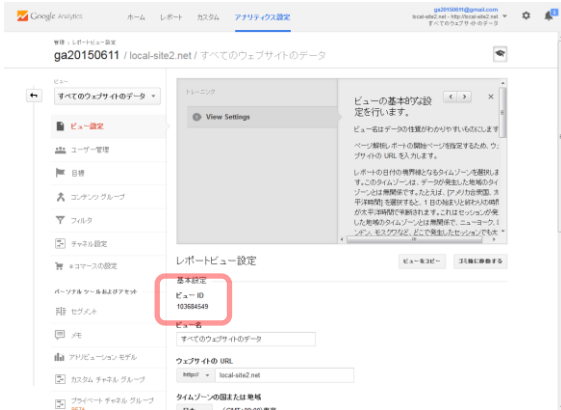 Google Analytics ホーム レポート カスタム アナリティクス設定
ga20150611@gmail.com
local-site2.net - http://local-site2.net
すべてのウェブサイトのデータ
管理 > レポートビュー設定
ga20150611 / local-site2.net / すべてのウェブサイトのデータ
ビュー
すべてのウェブサイトのデータ
ビュー設定
ユーザー管理
目標
コンテンツ グループ
フィルタ
チャネル設定
eコマースの設定
パーソナル ツールおよびアセット
セグメント
メモ
アトリビューション モデル
カスタム チャネル グループ
プライベート チャネル グループ
BETA
トレーニング
View Settings
ビューの基本的な設
定を行います。
ビュー名はデータの性質がわかりやすいものにします
ページ解析レポートの開始ページを指定するため、ウ
ブサイトの URL を入力します。
レポートの日付の境界線となるタイムゾーンを選択しま
す。このタイムゾーンは、データが発生した地域のタイ
ゾーンとは無関係です。たとえば、[アメリカ合衆国、太
平洋時間] を選択すると、1 日の始まりと終わりの時間
が太平洋時間で判断されます。これはセッションが発
した地域のタイムゾーンとは無関係で、ニューヨーク、ロ
ンドン、モスクワなど、どこで発生したセッションでも太
レポートビュー設定
ビューをコピー ゴミ箱に移動する
基本設定
ビュー ID
103684549
ビュー名
すべてのウェブサイトのデータ
ウェブサイトの URL
http:// local-site2.net
タイムゾーンの国または地域
日本 (GMT+09:00) 東京